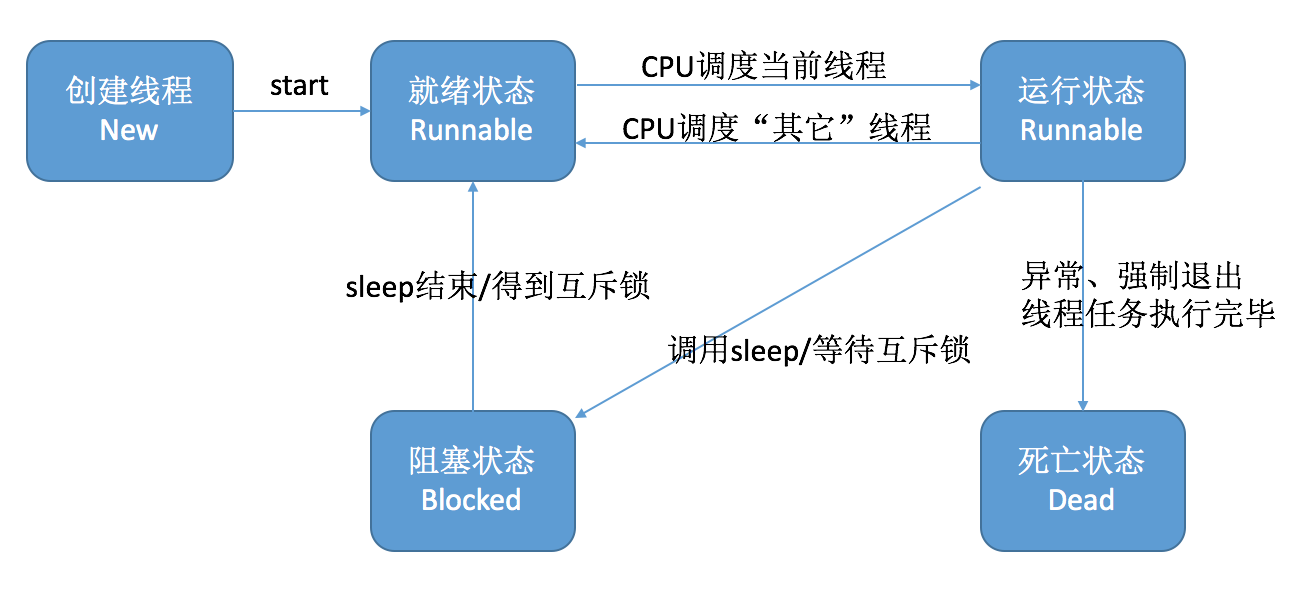 创建线程
New
start
就绪状态
Runnable
CPU调度当前线程
CPU调度“其它”线程
运行状态
Runnable
sleep结束/得到互斥锁
调用sleep/等待互斥锁
异常、强制退出
线程任务执行完毕
阻塞状态
Blocked
死亡状态
Dead